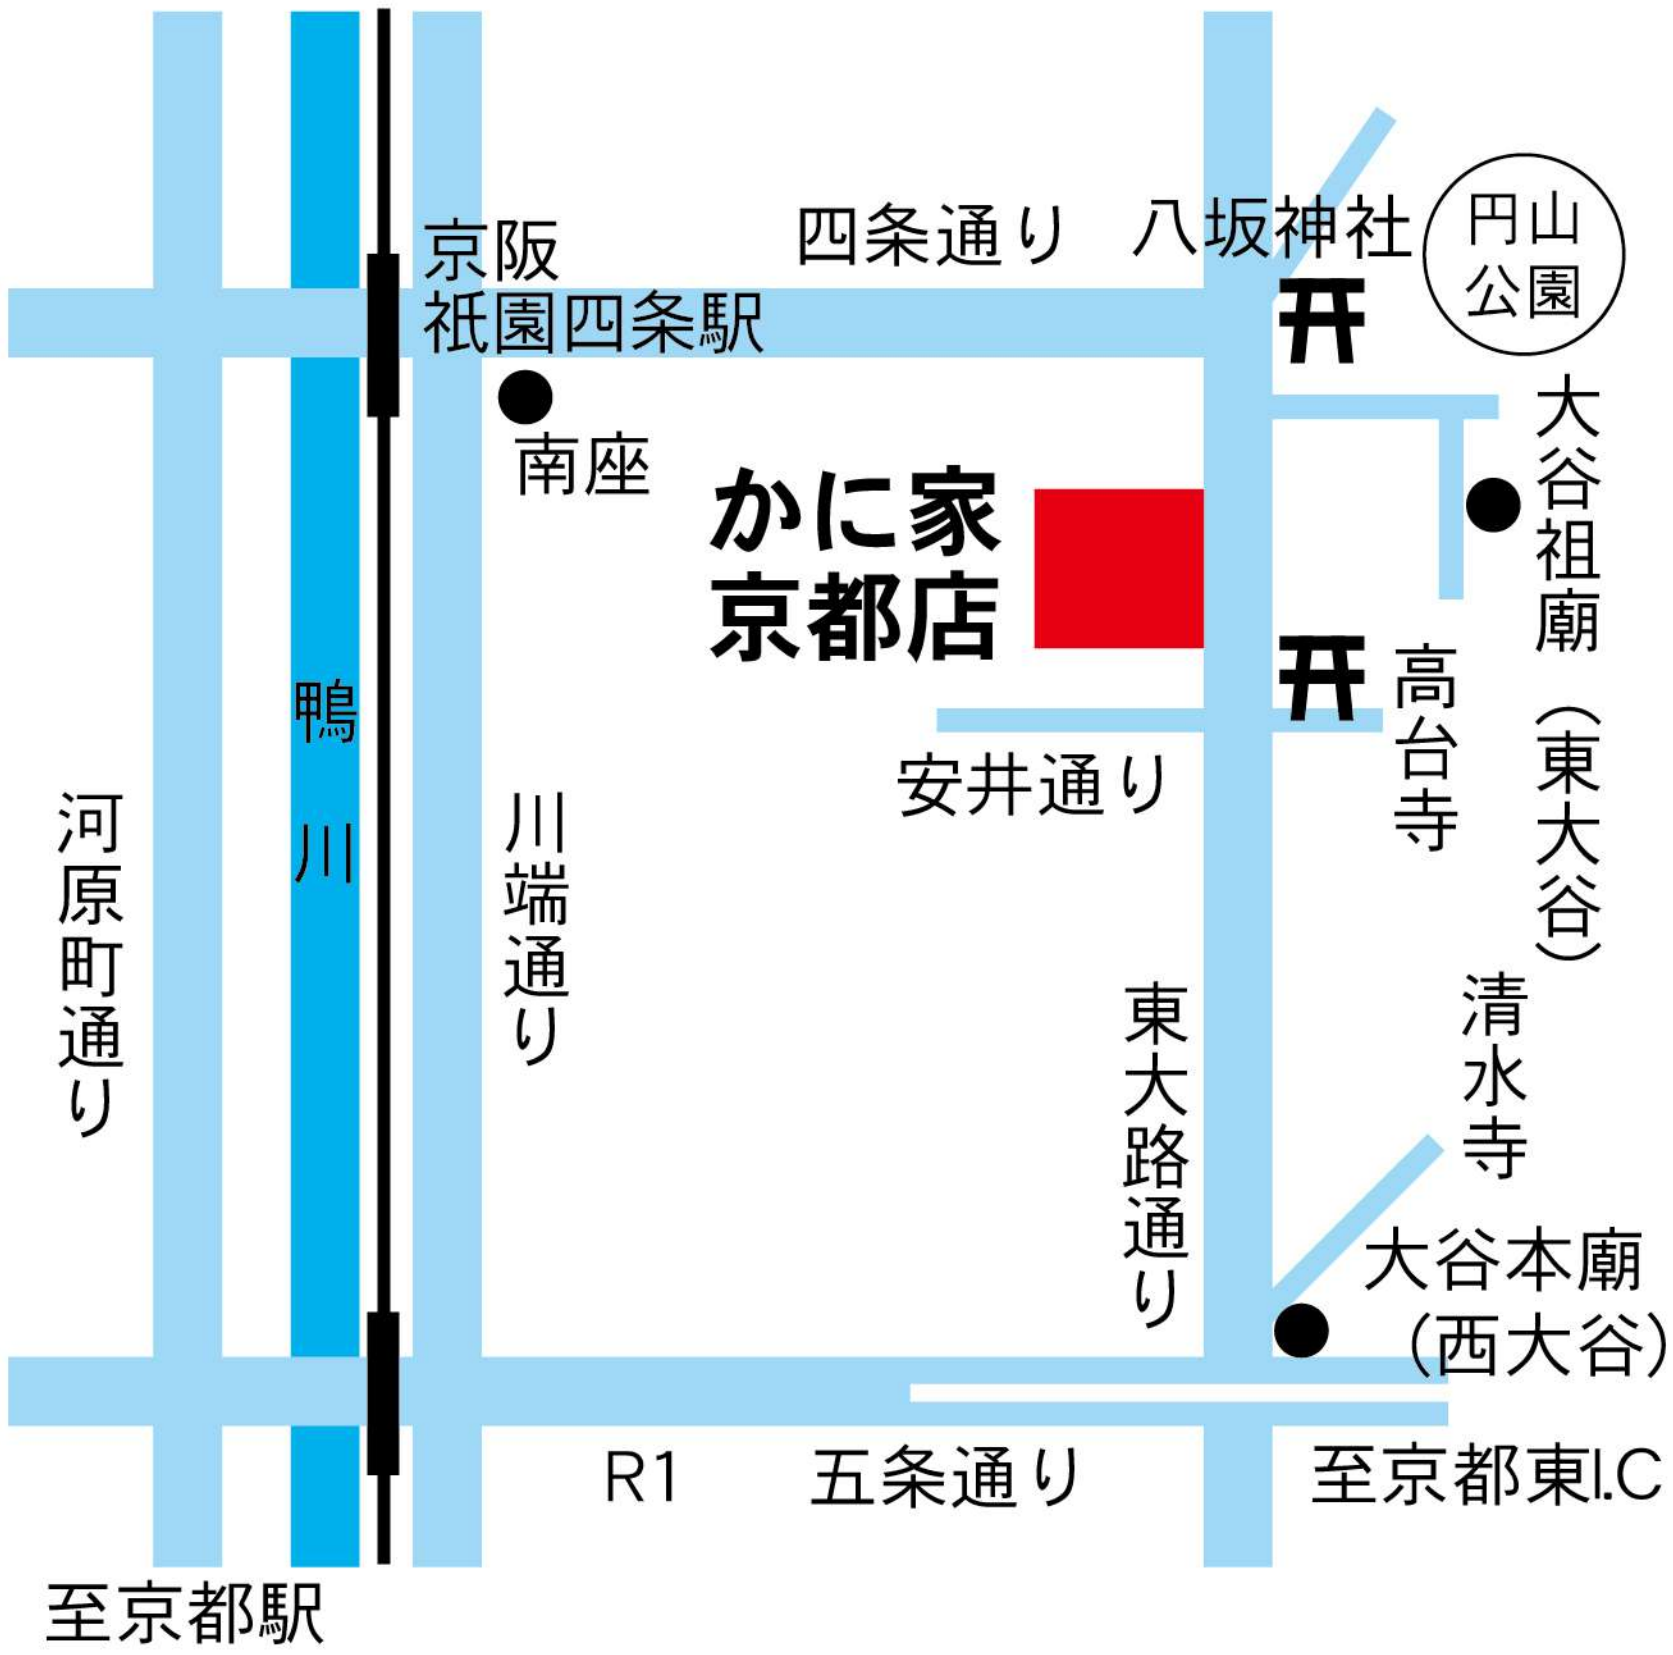 四条通り
八坂神社
円山
公園
京阪
祇園四条駅
南座
かに家
京都店
大谷祖廟（東大谷）
高台寺
安井通り
鴨川
河原町通り
川端通り
東大路通り
清水寺
大谷本廟
（西大谷）
R1
五条通り
至京都東I.C
至京都駅